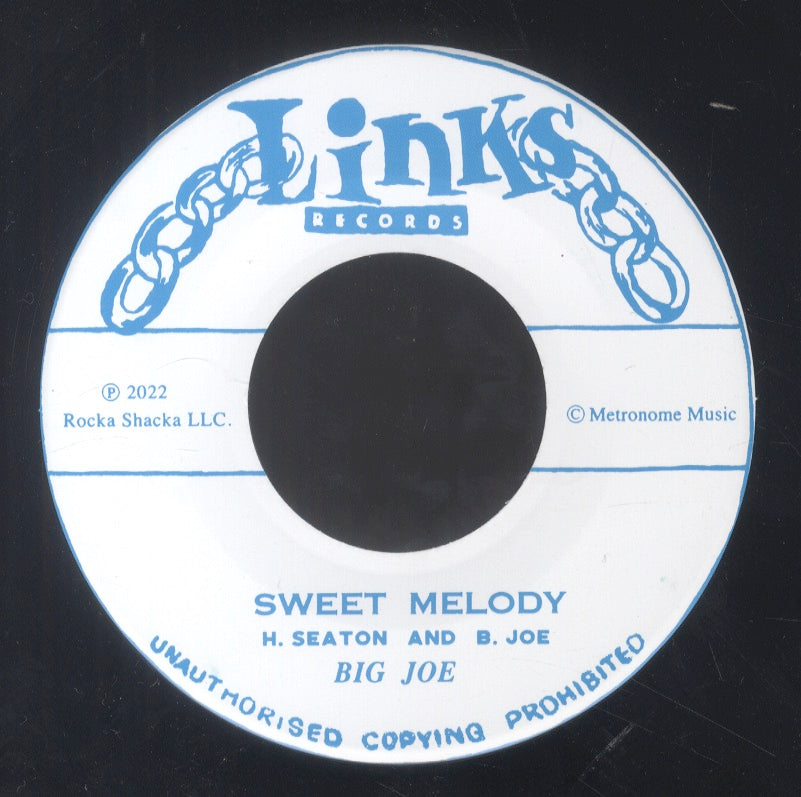 Links
RECORDS
Ⓟ 2022
Rocka Shacka LLC.
© Metronome Music
SWEET MELODY
H. SEATON AND B. JOE
BIG JOE
UNAUTHORISED COPYING PROHIBITED